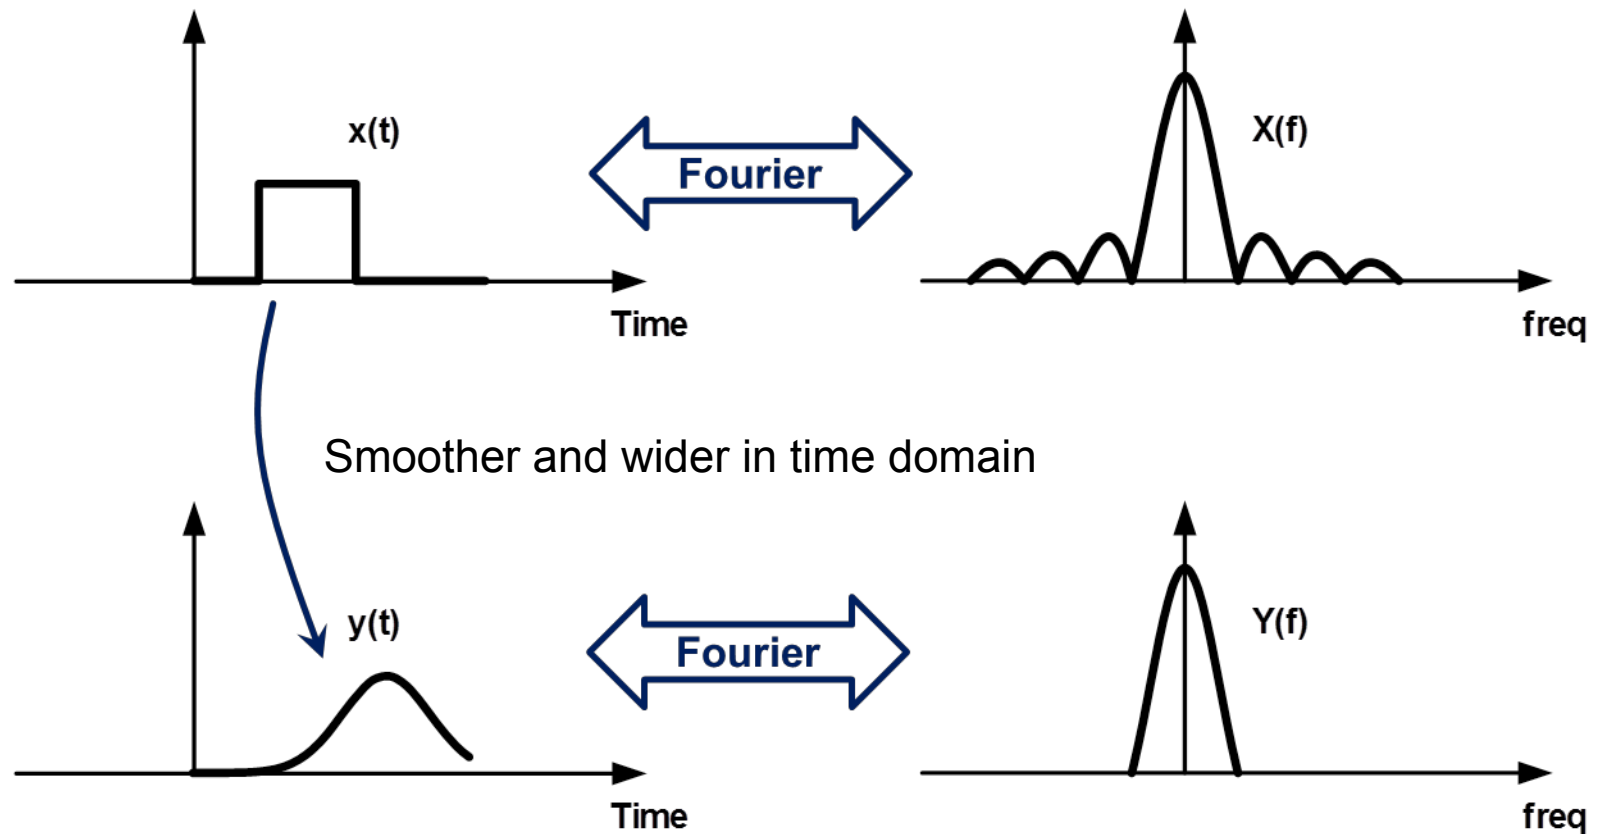 x(t)
Fourier
X(f)
Time
freq
Smoother and wider in time domain
y(t)
Fourier
Y(f)
Time
freq